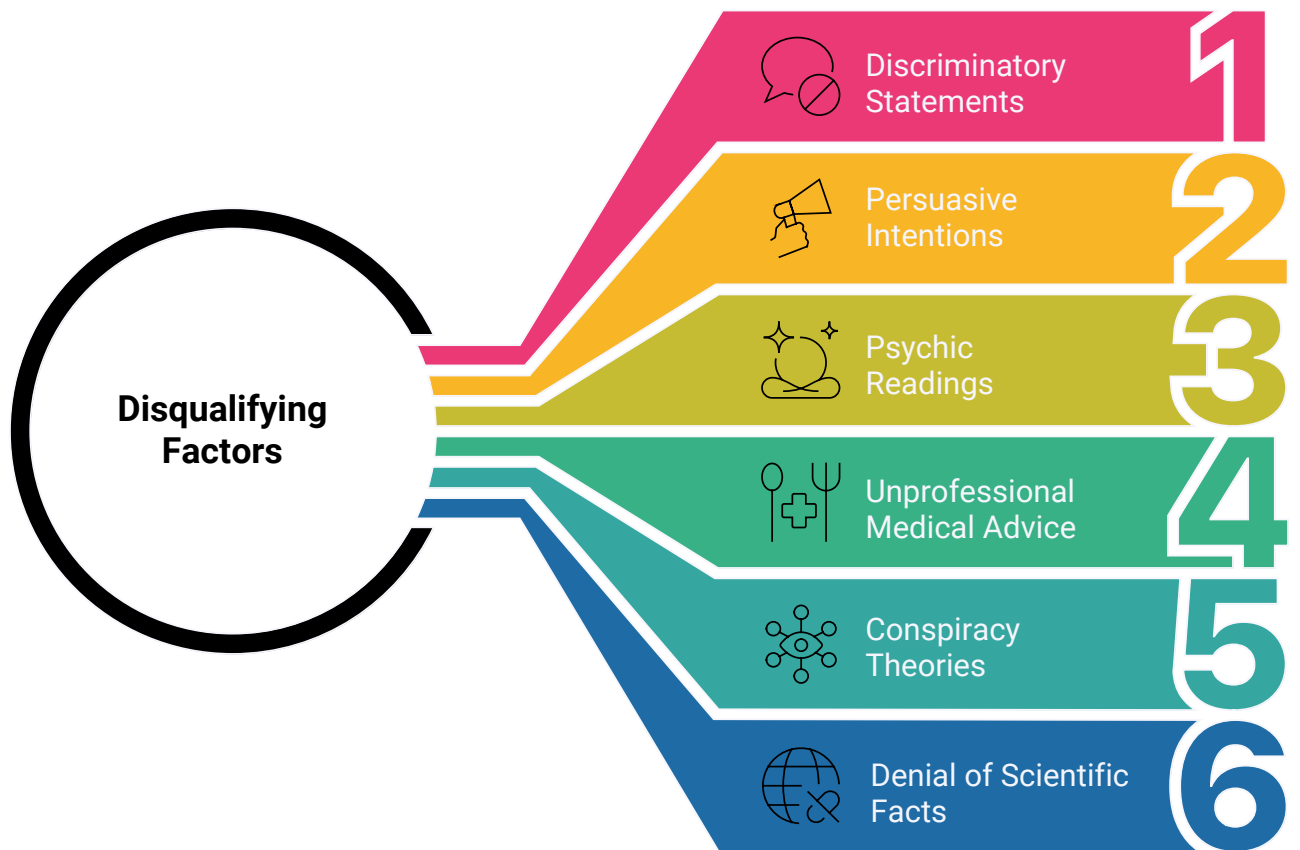 Disqualifying
Factors
Discriminatory
Statements
1
Persuasive
Intentions
2
Psychic
Readings
3
Unprofessional
Medical Advice
4
Conspiracy
Theories
5
Denial of Scientific
Facts
6